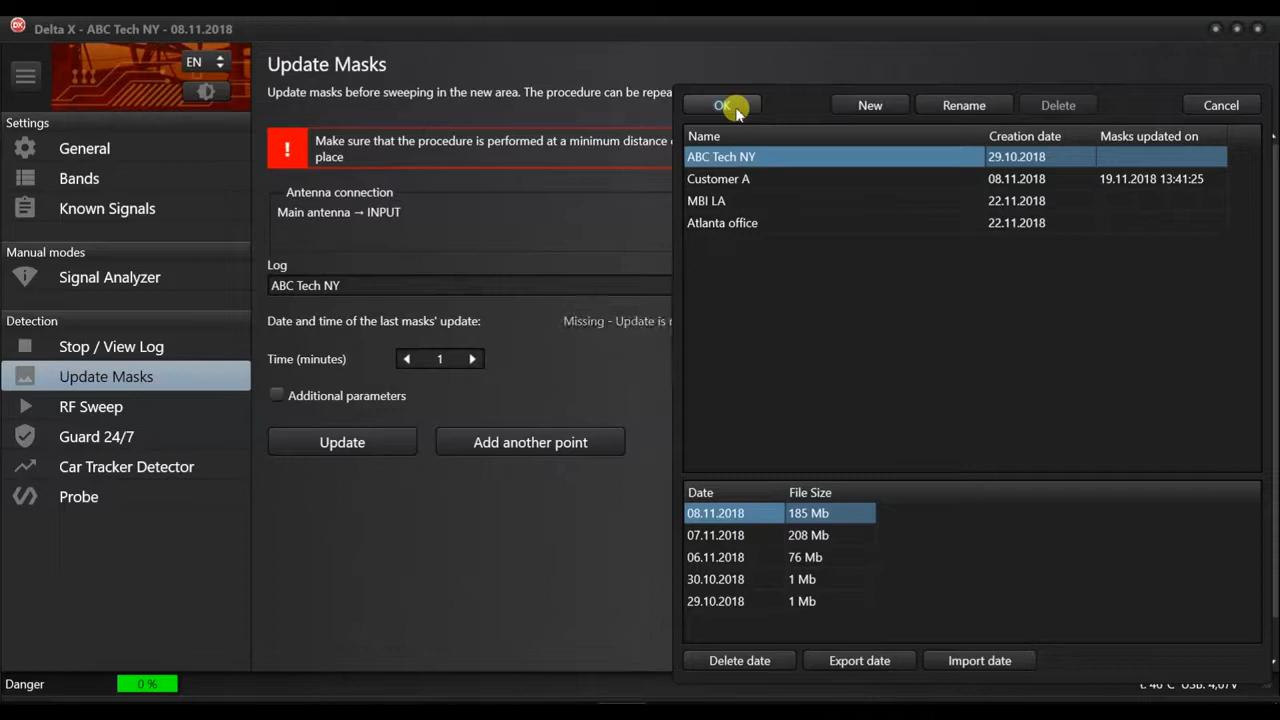 Delta X - ABC Tech NY - 08.11.2018
EN
Settings
General
Bands
Known Signals
Manual modes
Signal Analyzer
Detection
Stop / View Log
Update Masks
RF Sweep
Guard 24/7
Car Tracker Detector
Probe
Danger
0 %
Update Masks
Update masks before sweeping in the new area. The procedure can be repea
!
Make sure that the procedure is performed at a minimum distance
place
Antenna connection
Main antenna → INPUT
Log
ABC Tech NY
Date and time of the last masks' update:
Missing - Update is
Time (minutes)
1
Additional parameters
Update
Add another point
OK
New
Rename
Delete
Cancel
Name Creation date Masks updated on
ABC Tech NY 29.10.2018
Customer A 08.11.2018 19.11.2018 13:41:25
MBI LA 22.11.2018
Atlanta office 22.11.2018
Date File Size
08.11.2018 185 Mb
07.11.2018 208 Mb
06.11.2018 76 Mb
30.10.2018 1 Mb
29.10.2018 1 Mb
Delete date
Export date
Import date